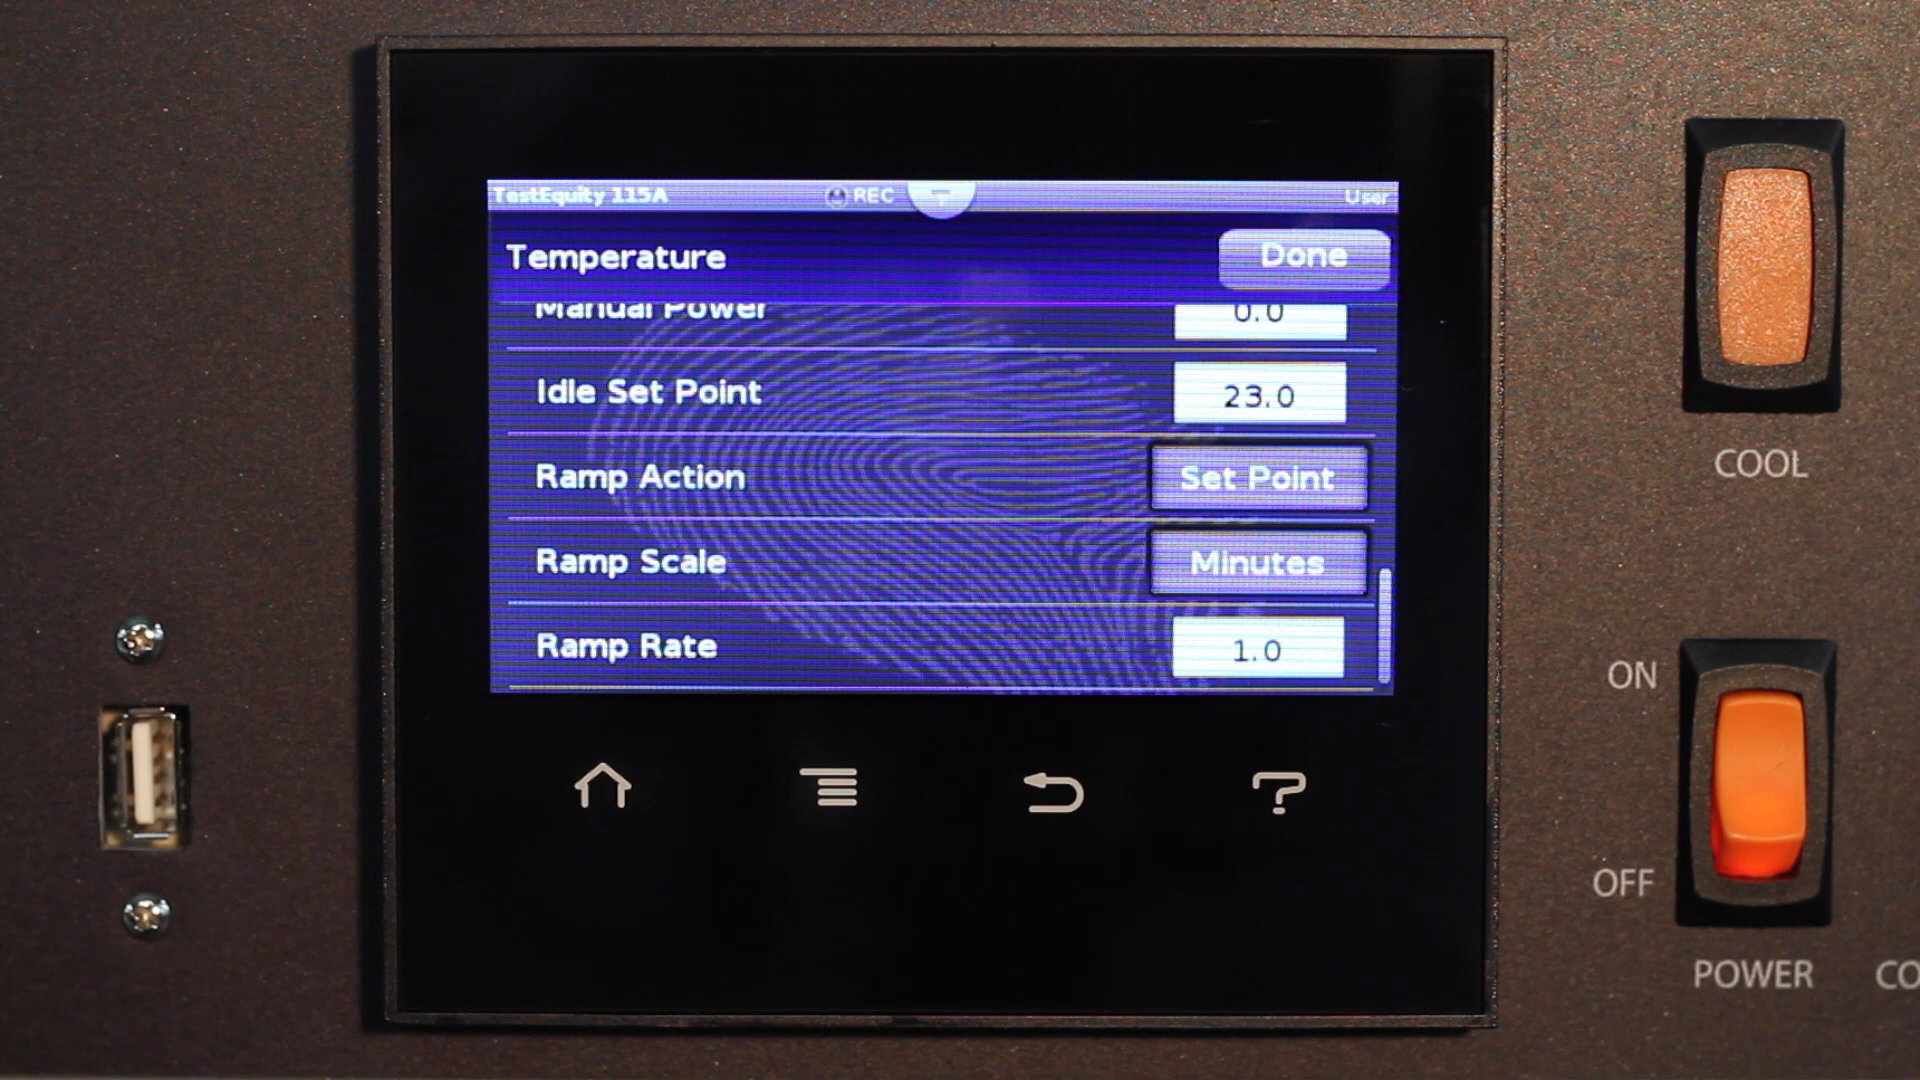 TestEquity 115A REC User
Temperature Done
Manual Power 0.0
Idle Set Point 23.0
Ramp Action Set Point
Ramp Scale Minutes
Ramp Rate 1.0
COOL
ON
OFF
POWER
CO